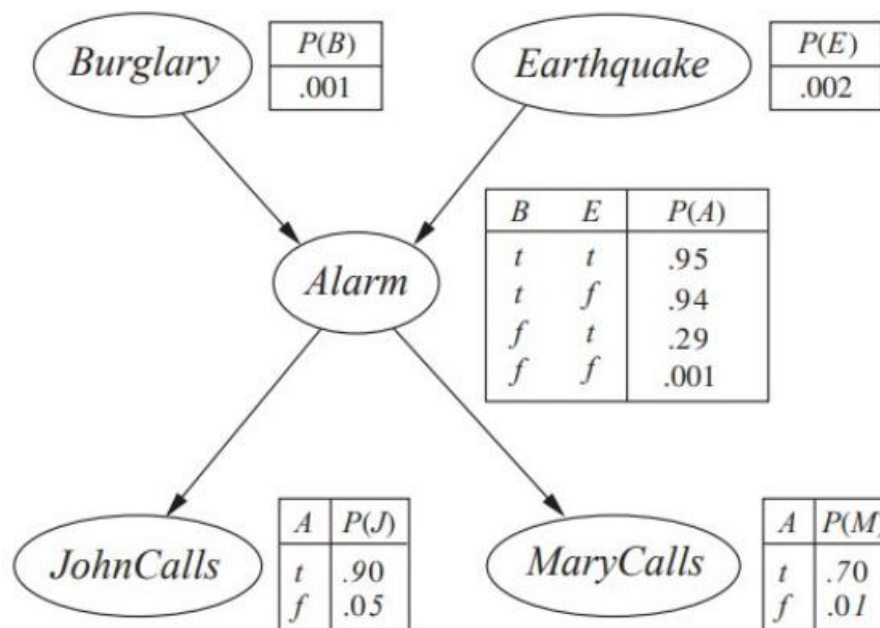 Burglary
P(B)
.001
Earthquake
P(E)
.002
B E P(A)
t t .95
t f .94
f t .29
f f .001
Alarm
JohnCalls
A P(J)
t .90
f .05
MaryCalls
A P(M)
t .70
f .01